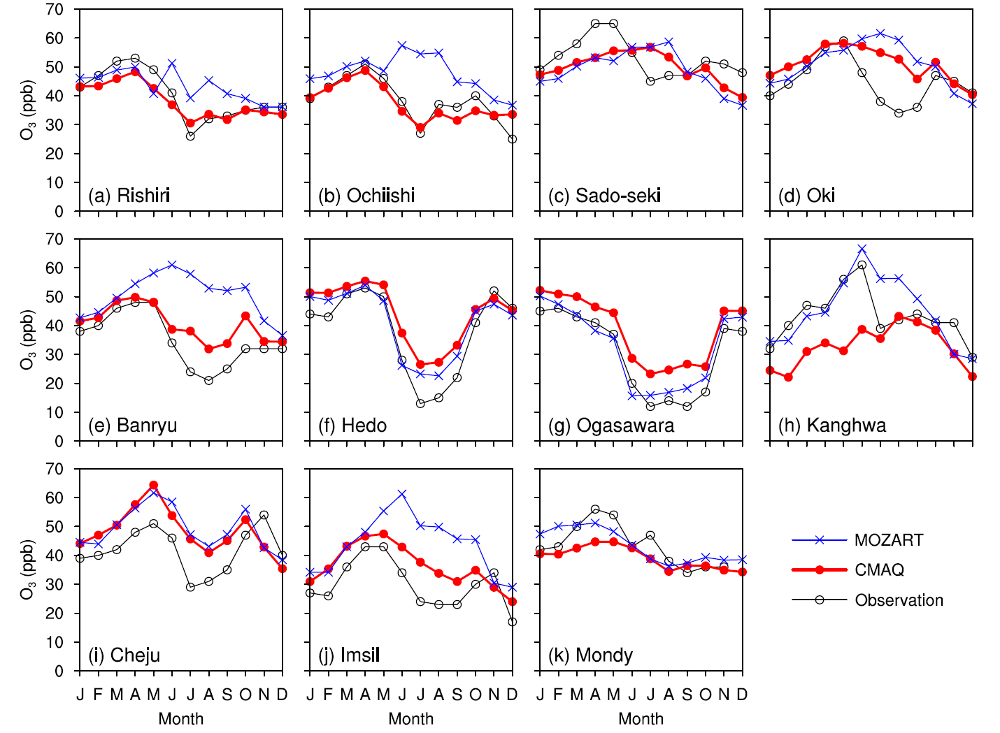 70
60
50
40
30
20
10
0
O3 (ppb)
(a) Rishiri
(b) Ochiishi
(c) Sado-seki
(d) Oki
70
60
50
40
30
20
10
0
O3 (ppb)
(e) Banryu
(f) Hedo
(g) Ogasawara
(h) Kanghwa
70
60
50
40
30
20
10
0
O3 (ppb)
(i) Cheju
(j) Imsil
(k) Mondy
J F M A M J J A S O N D
J F M A M J J A S O N D
J F M A M J J A S O N D
Month
Month
Month
MOZART
CMAQ
Observation